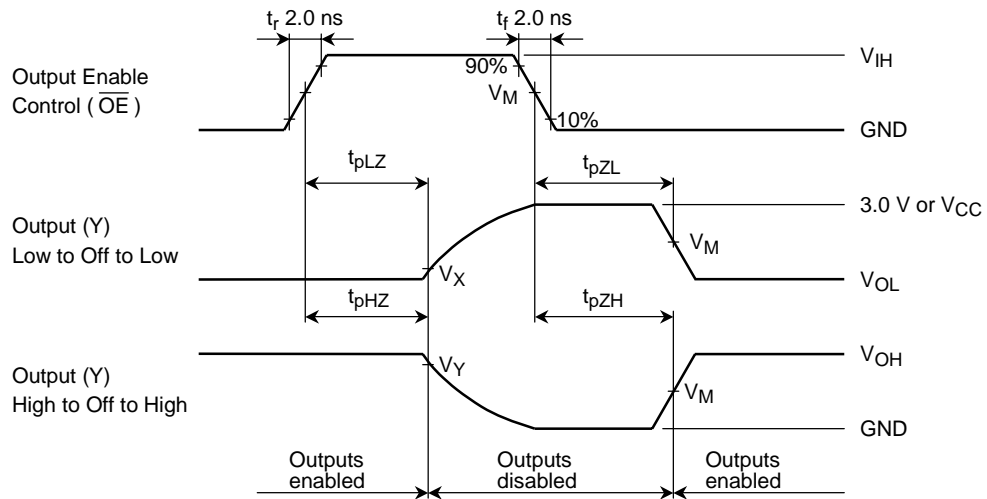 tr 2.0 ns
tf 2.0 ns
Output Enable
Control ( OE )
90%
VM
10%
VIH
GND
tpLZ
tpZL
Output (Y)
Low to Off to Low
3.0 V or VCC
VM
VX
VOL
tpHZ
tpZH
Output (Y)
High to Off to High
VY
VOH
VM
GND
Outputs
enabled
Outputs
disabled
Outputs
enabled